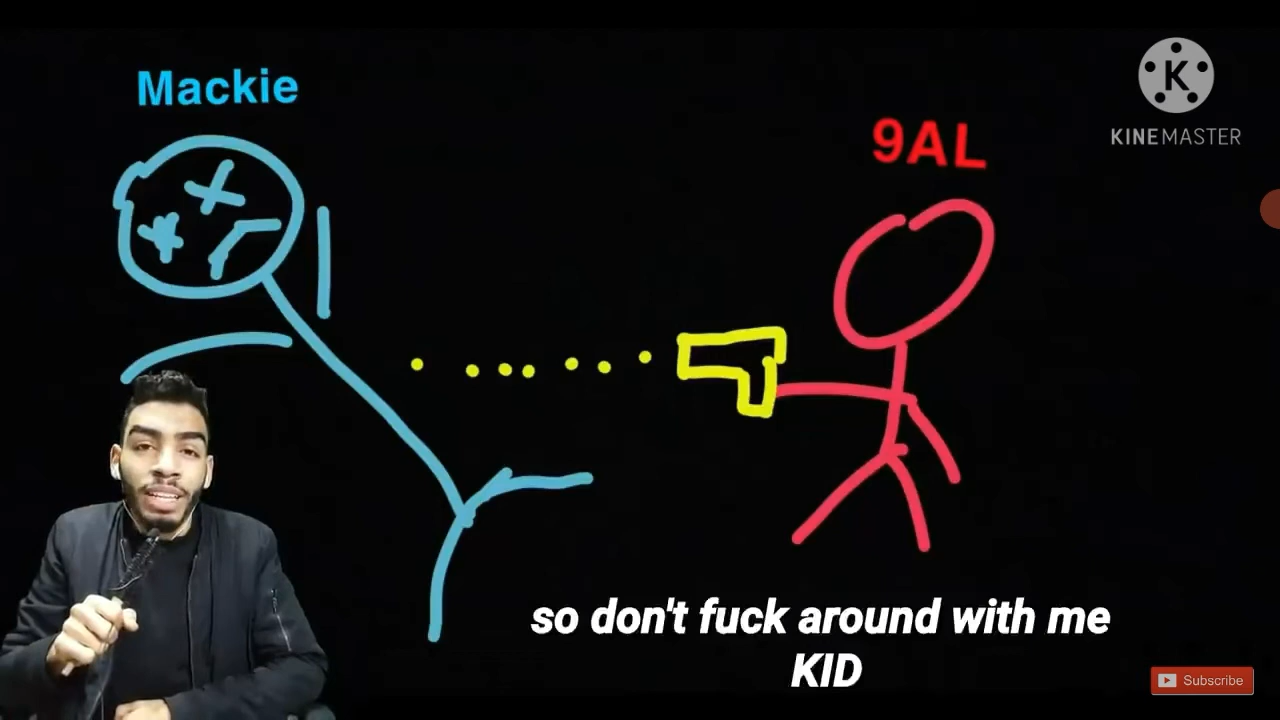 Mackie
K
KINEMASTER
9AL
so don't fuck around with me
KID
Subscribe